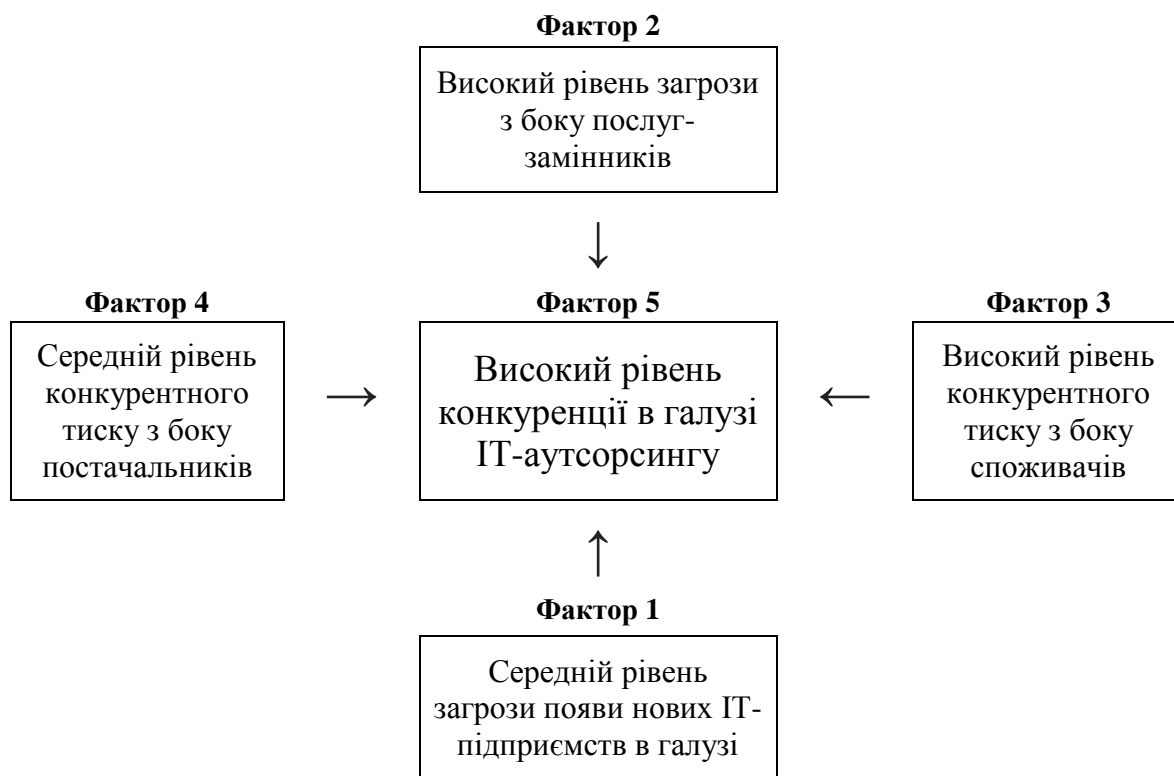 Фактор 2
Високий рівень загрози
з боку послуг-
замінників
↓
Фактор 4
Середній рівень
конкурентного
тиску з боку
постачальників
→
Фактор 5
Високий рівень
конкуренції в галузі
ІТ-аутсорсингу
←
Фактор 3
Високий рівень
конкурентного
тиску з боку
споживачів
↑
Фактор 1
Середній рівень
загрози появи нових ІТ-
підприємств в галузі